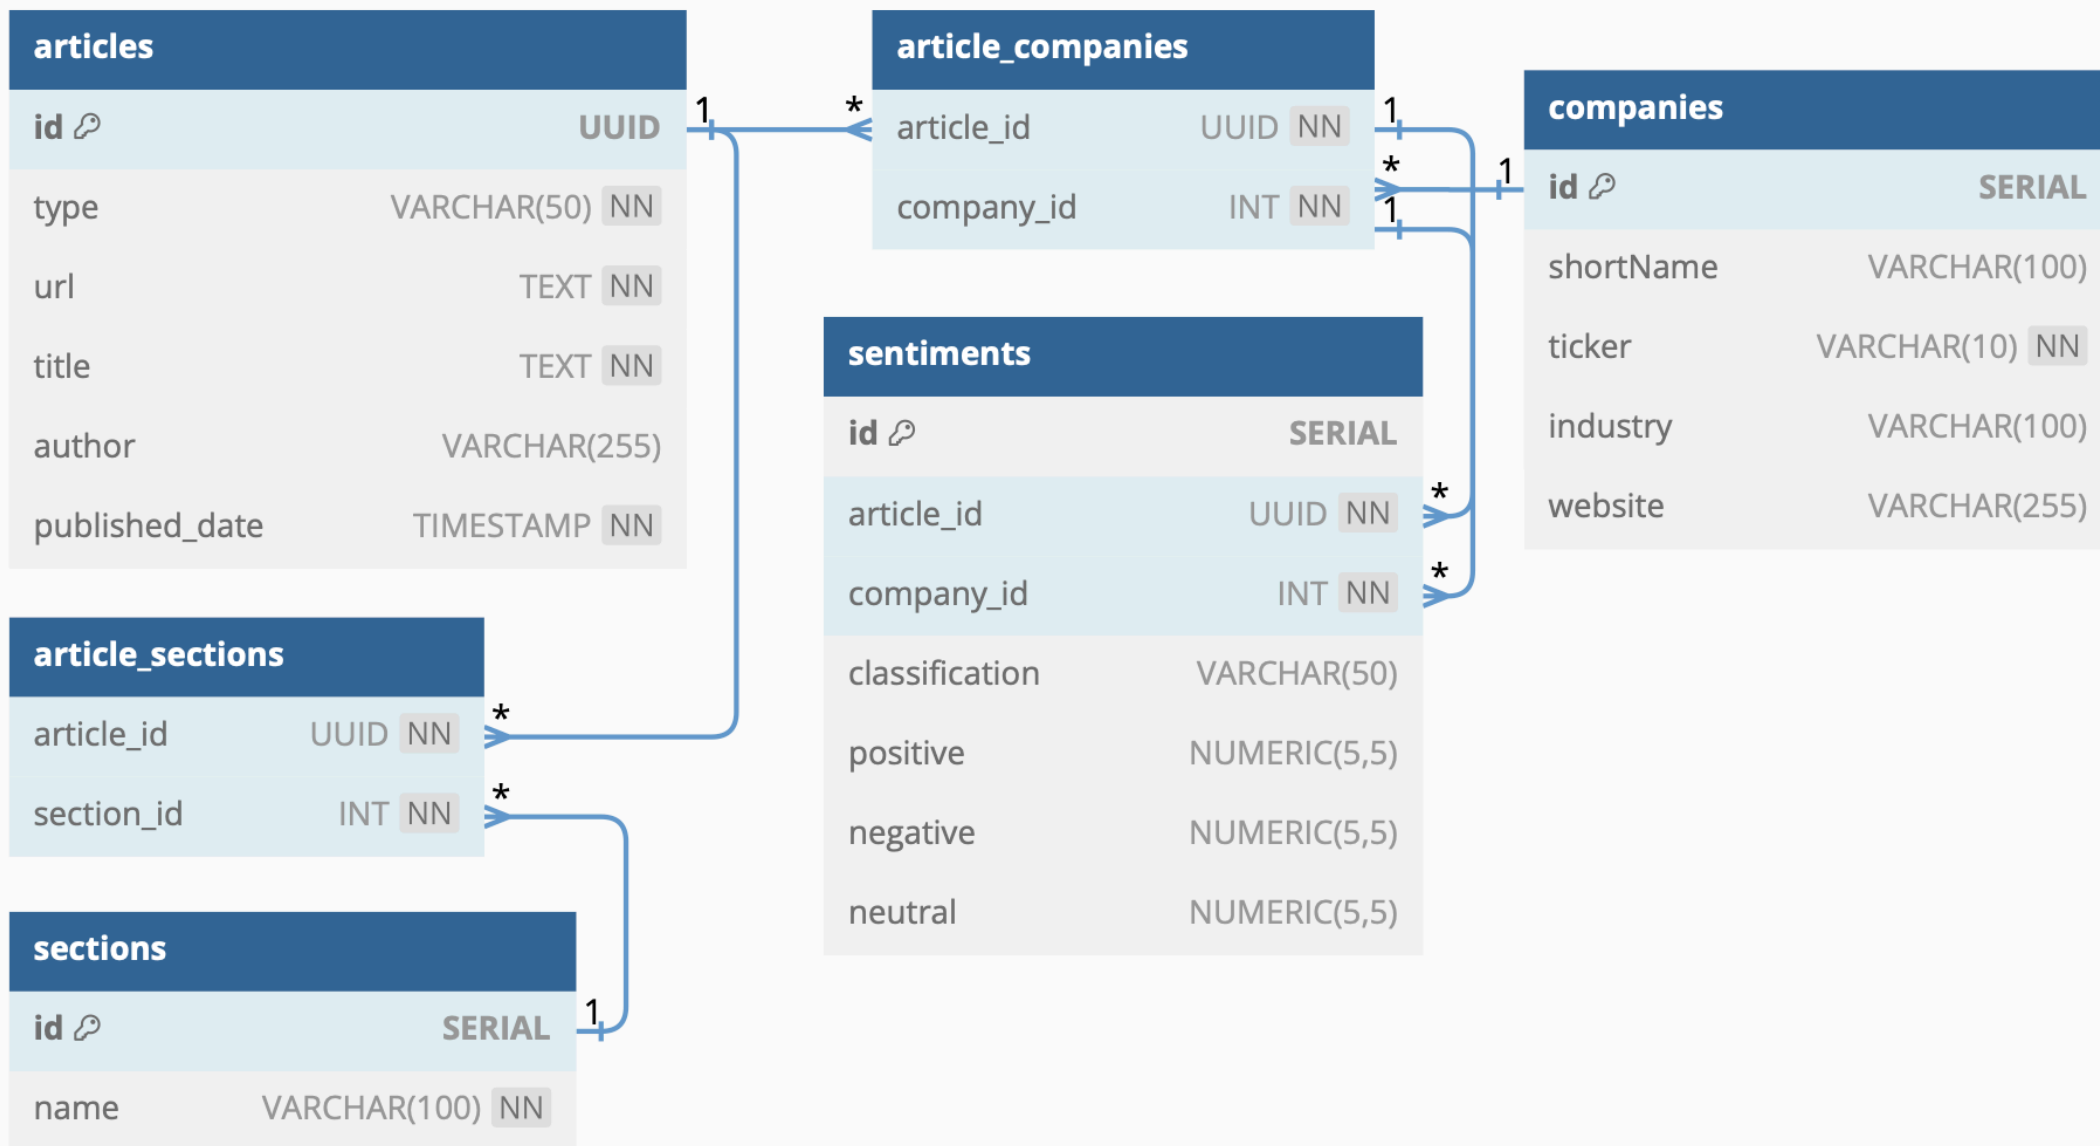 articles
id UUID
type VARCHAR(50) NN
url TEXT NN
title TEXT NN
author VARCHAR(255)
published_date TIMESTAMP NN
1 *
article_companies
article_id UUID NN 1
company_id INT NN * 1
1
companies
id SERIAL
shortName VARCHAR(100)
ticker VARCHAR(10) NN
industry VARCHAR(100)
website VARCHAR(255)
sentiments
id SERIAL
article_id UUID NN *
company_id INT NN *
classification VARCHAR(50)
positive NUMERIC(5,5)
negative NUMERIC(5,5)
neutral NUMERIC(5,5)
article_sections
article_id UUID NN *
section_id INT NN *
sections
id SERIAL 1
name VARCHAR(100) NN